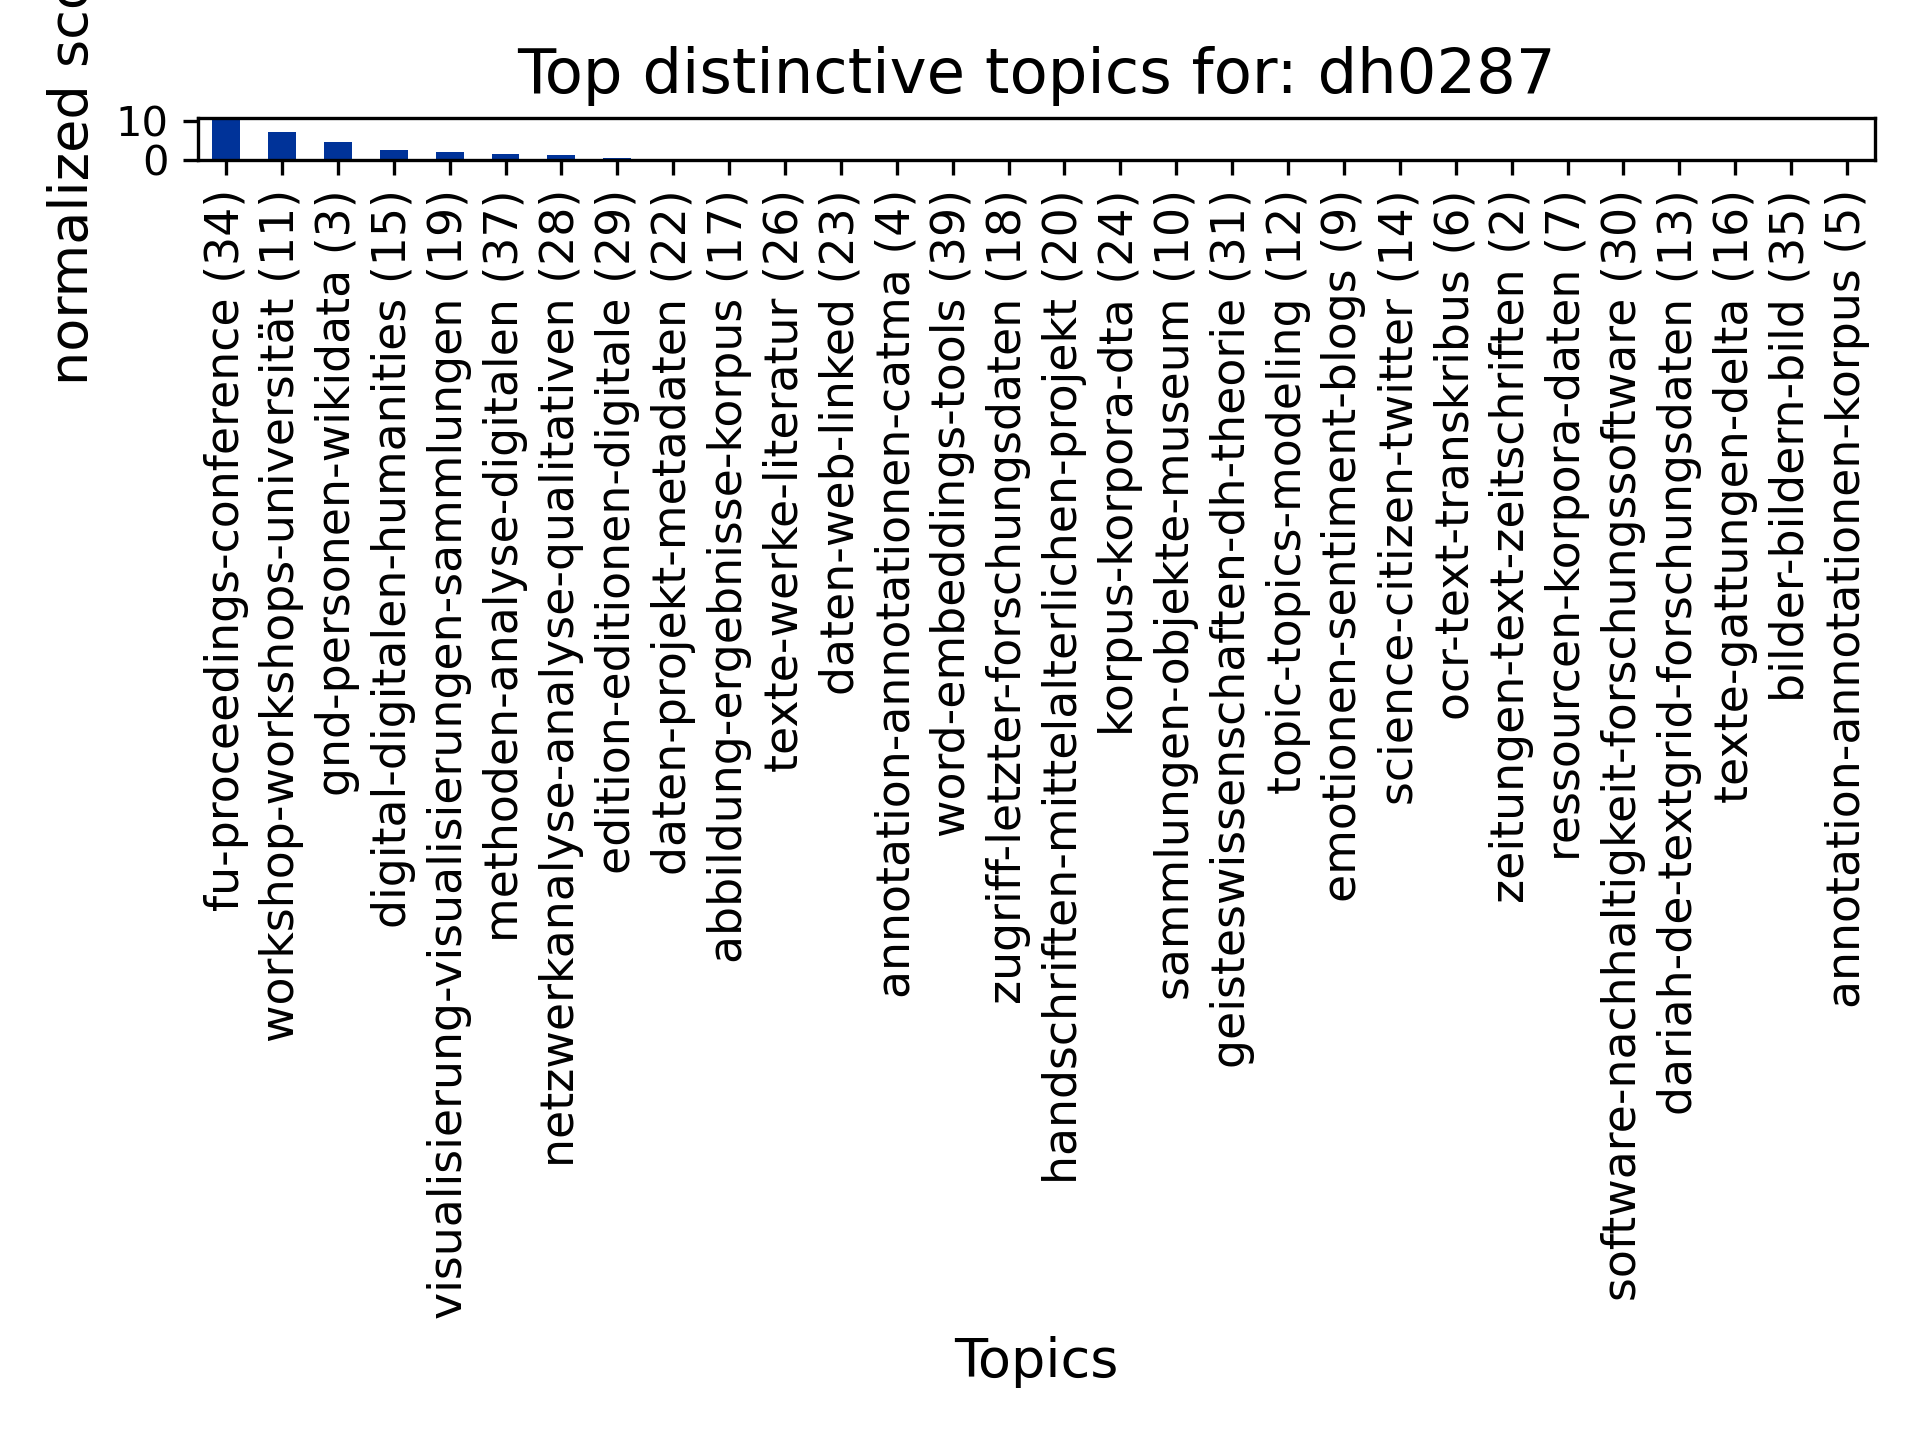 Top distinctive topics for: dh0287
normalized
10
0
fu-proceedings-conference (34)
workshop-workshops-universität (11)
gnd-personen-wikidata (3)
digital-digitalen-humanities (15)
visualisierung-visualisierungen-sammlungen (19)
methoden-analyse-digitalen (37)
netzwerkanalyse-analyse-qualitativen (28)
edition-editionen-digitale (29)
daten-projekt-metadaten (22)
abbildung-ergebnisse-korpus (17)
texte-werke-literatur (26)
daten-web-linked (23)
annotation-annotationen-catma (4)
word-embeddings-tools (39)
zugriff-letzter-forschungsdaten (18)
handschriften-mittelalterlichen-projekt (20)
korpus-korpora-dta (24)
sammlungen-objekte-museum (10)
geisteswissenschaften-dh-theorie (31)
topic-topics-modeling (12)
emotionen-sentiment-blogs (9)
science-citizen-twitter (14)
ocr-text-transkribus (6)
zeitungen-text-zeitschriften (2)
ressourcen-korpora-daten (7)
software-nachhaltigkeit-forschungssoftware (30)
dariah-de-textgrid-forschungsdaten (13)
texte-gattungen-delta (16)
bilder-bildern-bild (35)
annotation-annotationen-korpus (5)
Topics